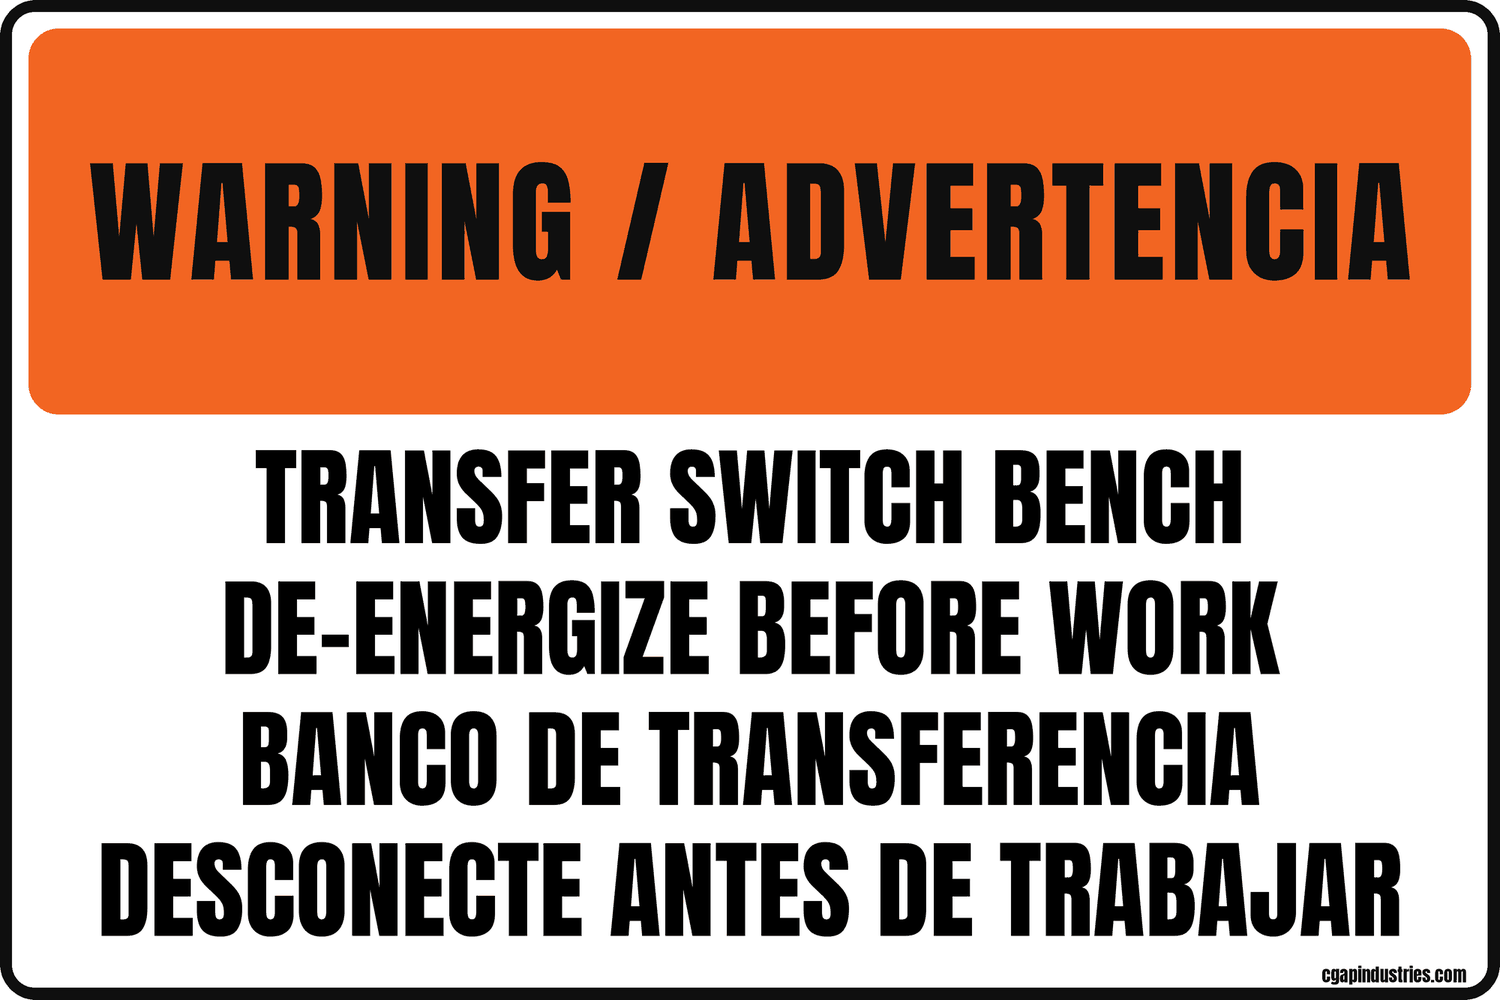 WARNING / ADVERTENCIA
TRANSFER SWITCH BENCH
DE-ENERGIZE BEFORE WORK
BANCO DE TRANSFERENCIA
DESCONECTE ANTES DE TRABAJAR
cgapindustries.com